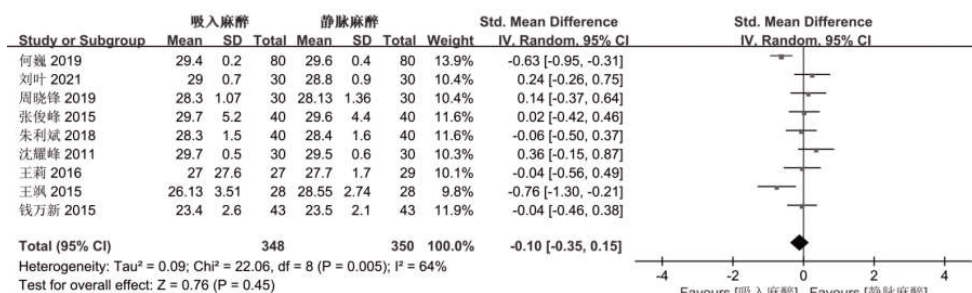 吸入麻醉 静脉麻醉 Std. Mean Difference Std. Mean Difference
Study or Subgroup Mean SD Total Mean SD Total Weight IV, Random, 95% CI IV, Random, 95% CI
何巍 2019 29.4 0.2 80 29.6 0.4 80 13.9% -0.63 [-0.95, -0.31]
刘叶 2021 29 0.7 30 28.8 0.9 30 10.4% 0.24 [-0.26, 0.75]
周晓锋 2019 28.3 1.07 30 28.13 1.36 30 10.4% 0.14 [-0.37, 0.64]
张俊峰 2015 29.7 5.2 40 29.6 4.4 40 11.6% 0.02 [-0.42, 0.46]
朱利斌 2018 28.3 1.5 40 28.4 1.6 40 11.6% -0.06 [-0.50, 0.37]
沈耀峰 2011 29.7 0.5 30 29.5 0.6 30 10.3% 0.36 [-0.15, 0.87]
王莉 2016 27 27.6 27 27.7 1.7 29 10.1% -0.04 [-0.56, 0.49]
王飒 2015 26.13 3.51 28 28.55 2.74 28 9.8% -0.76 [-1.30, -0.21]
钱万新 2015 23.4 2.6 43 23.5 2.1 43 11.9% -0.04 [-0.46, 0.38]
Total (95% CI) 348 350 100.0% -0.10 [-0.35, 0.15]
Heterogeneity: Tau² = 0.09; Chi² = 22.06, df = 8 (P = 0.005); I² = 64%
Test for overall effect: Z = 0.76 (P = 0.45)
-4 -2 0 2 4
Favours [吸入麻醉] Favours [静脉麻醉]